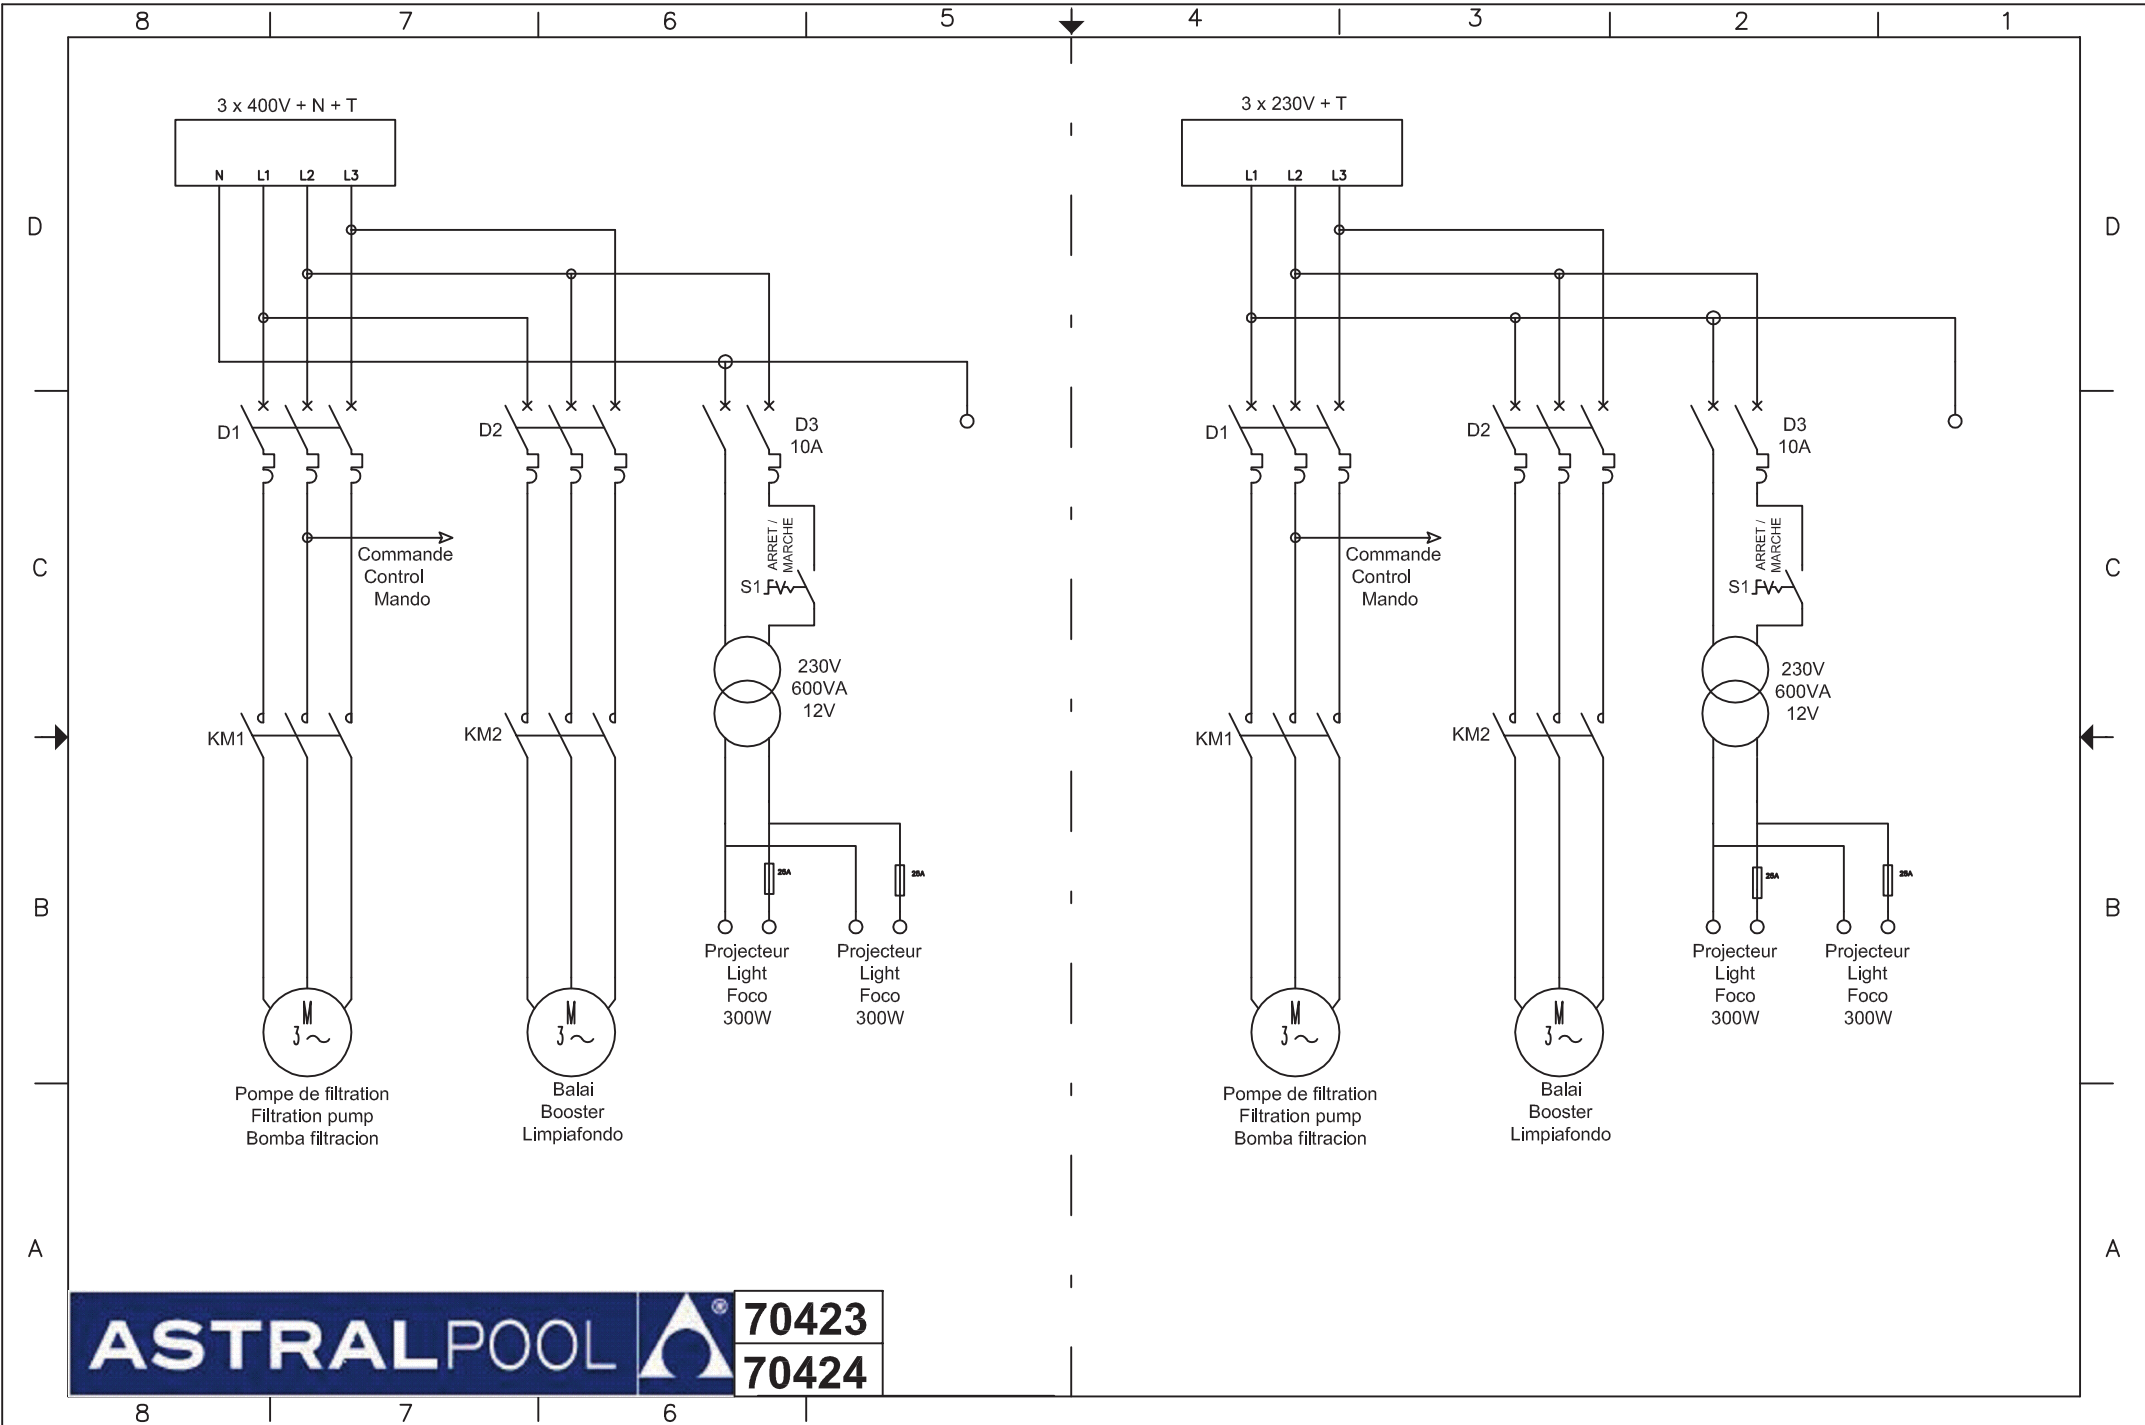 8 7 6 5 4 3 2 1
3 x 400V + N + T
N L1 L2 L3
D
D1
D2
D3
10A
C
Commande
Control
Mando
ARRET /
MARCHE
S1
230V
600VA
12V
KM1
KM2
25A
25A
B
Projecteur
Light
Foco
300W
Projecteur
Light
Foco
300W
M
3~
M
3~
Pompe de filtration
Filtration pump
Bomba filtracion
Balai
Booster
Limpiafondo
A
3 x 230V + T
L1 L2 L3
D
D1
D2
D3
10A
C
Commande
Control
Mando
ARRET /
MARCHE
S1
230V
600VA
12V
KM1
KM2
25A
25A
B
Projecteur
Light
Foco
300W
Projecteur
Light
Foco
300W
M
3~
M
3~
Pompe de filtration
Filtration pump
Bomba filtracion
Balai
Booster
Limpiafondo
A
ASTRALPOOL ®
70423
70424
8 7 6